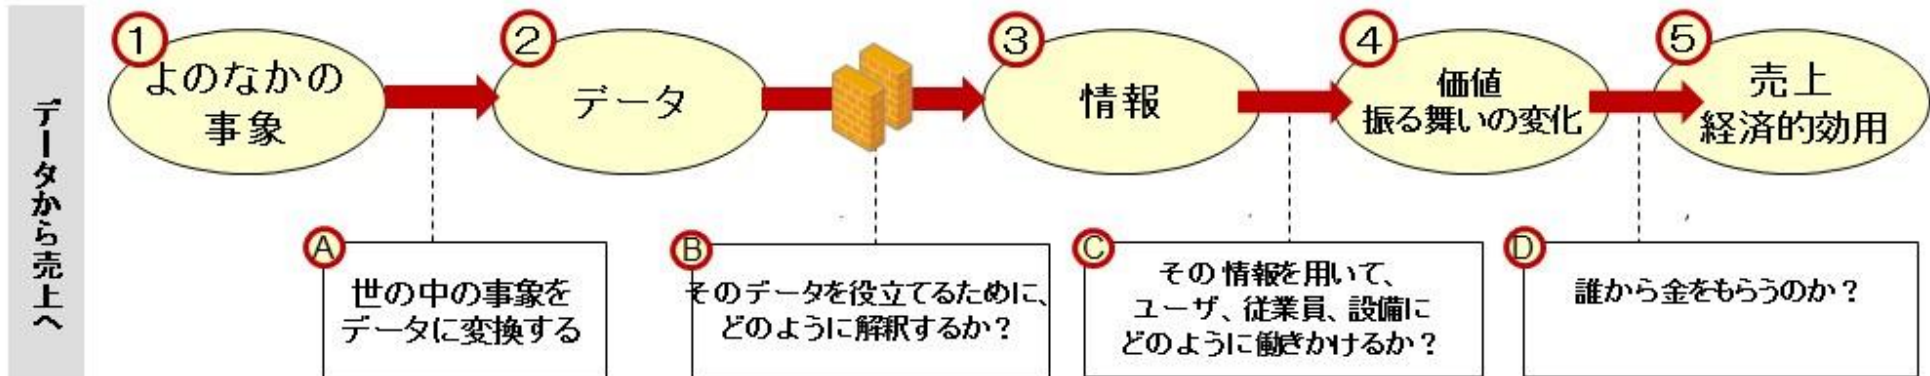 データから売上へ
①
よのなかの
事象
②
データ
③
情報
④
価値
振る舞いの変化
⑤
売上
経済的効用
A
世の中の事象を
データに変換する
B
そのデータを役立てるために、
どのように解釈するか？
C
その情報を用いて、
ユーザ、従業員、設備に
どのように働きかけるか？
D
誰から金をもらうのか？